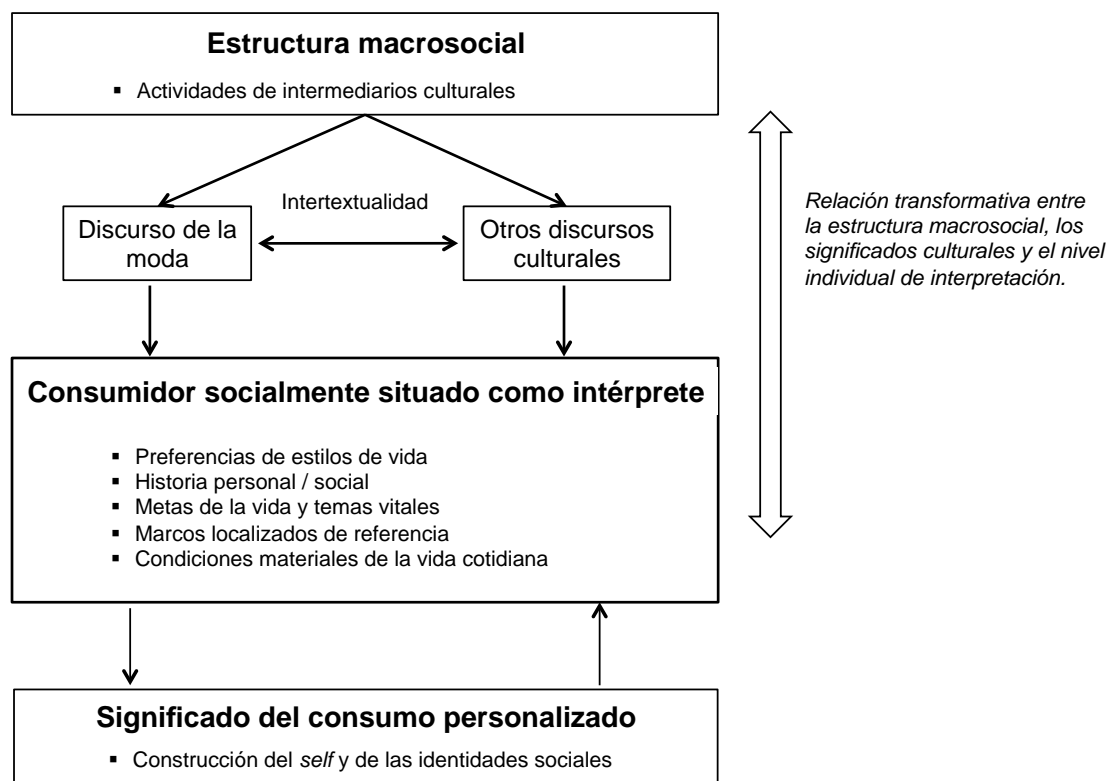 Estructura macrosocial
▪ Actividades de intermediarios culturales
Intertextualidad
Discurso de la
moda
Otros discursos
culturales
Relación transformativa entre
la estructura macrosocial, los
significados culturales y el nivel
individual de interpretación.
Consumidor socialmente situado como intérprete
▪ Preferencias de estilos de vida
▪ Historia personal / social
▪ Metas de la vida y temas vitales
▪ Marcos localizados de referencia
▪ Condiciones materiales de la vida cotidiana
Significado del consumo personalizado
▪ Construcción del self y de las identidades sociales